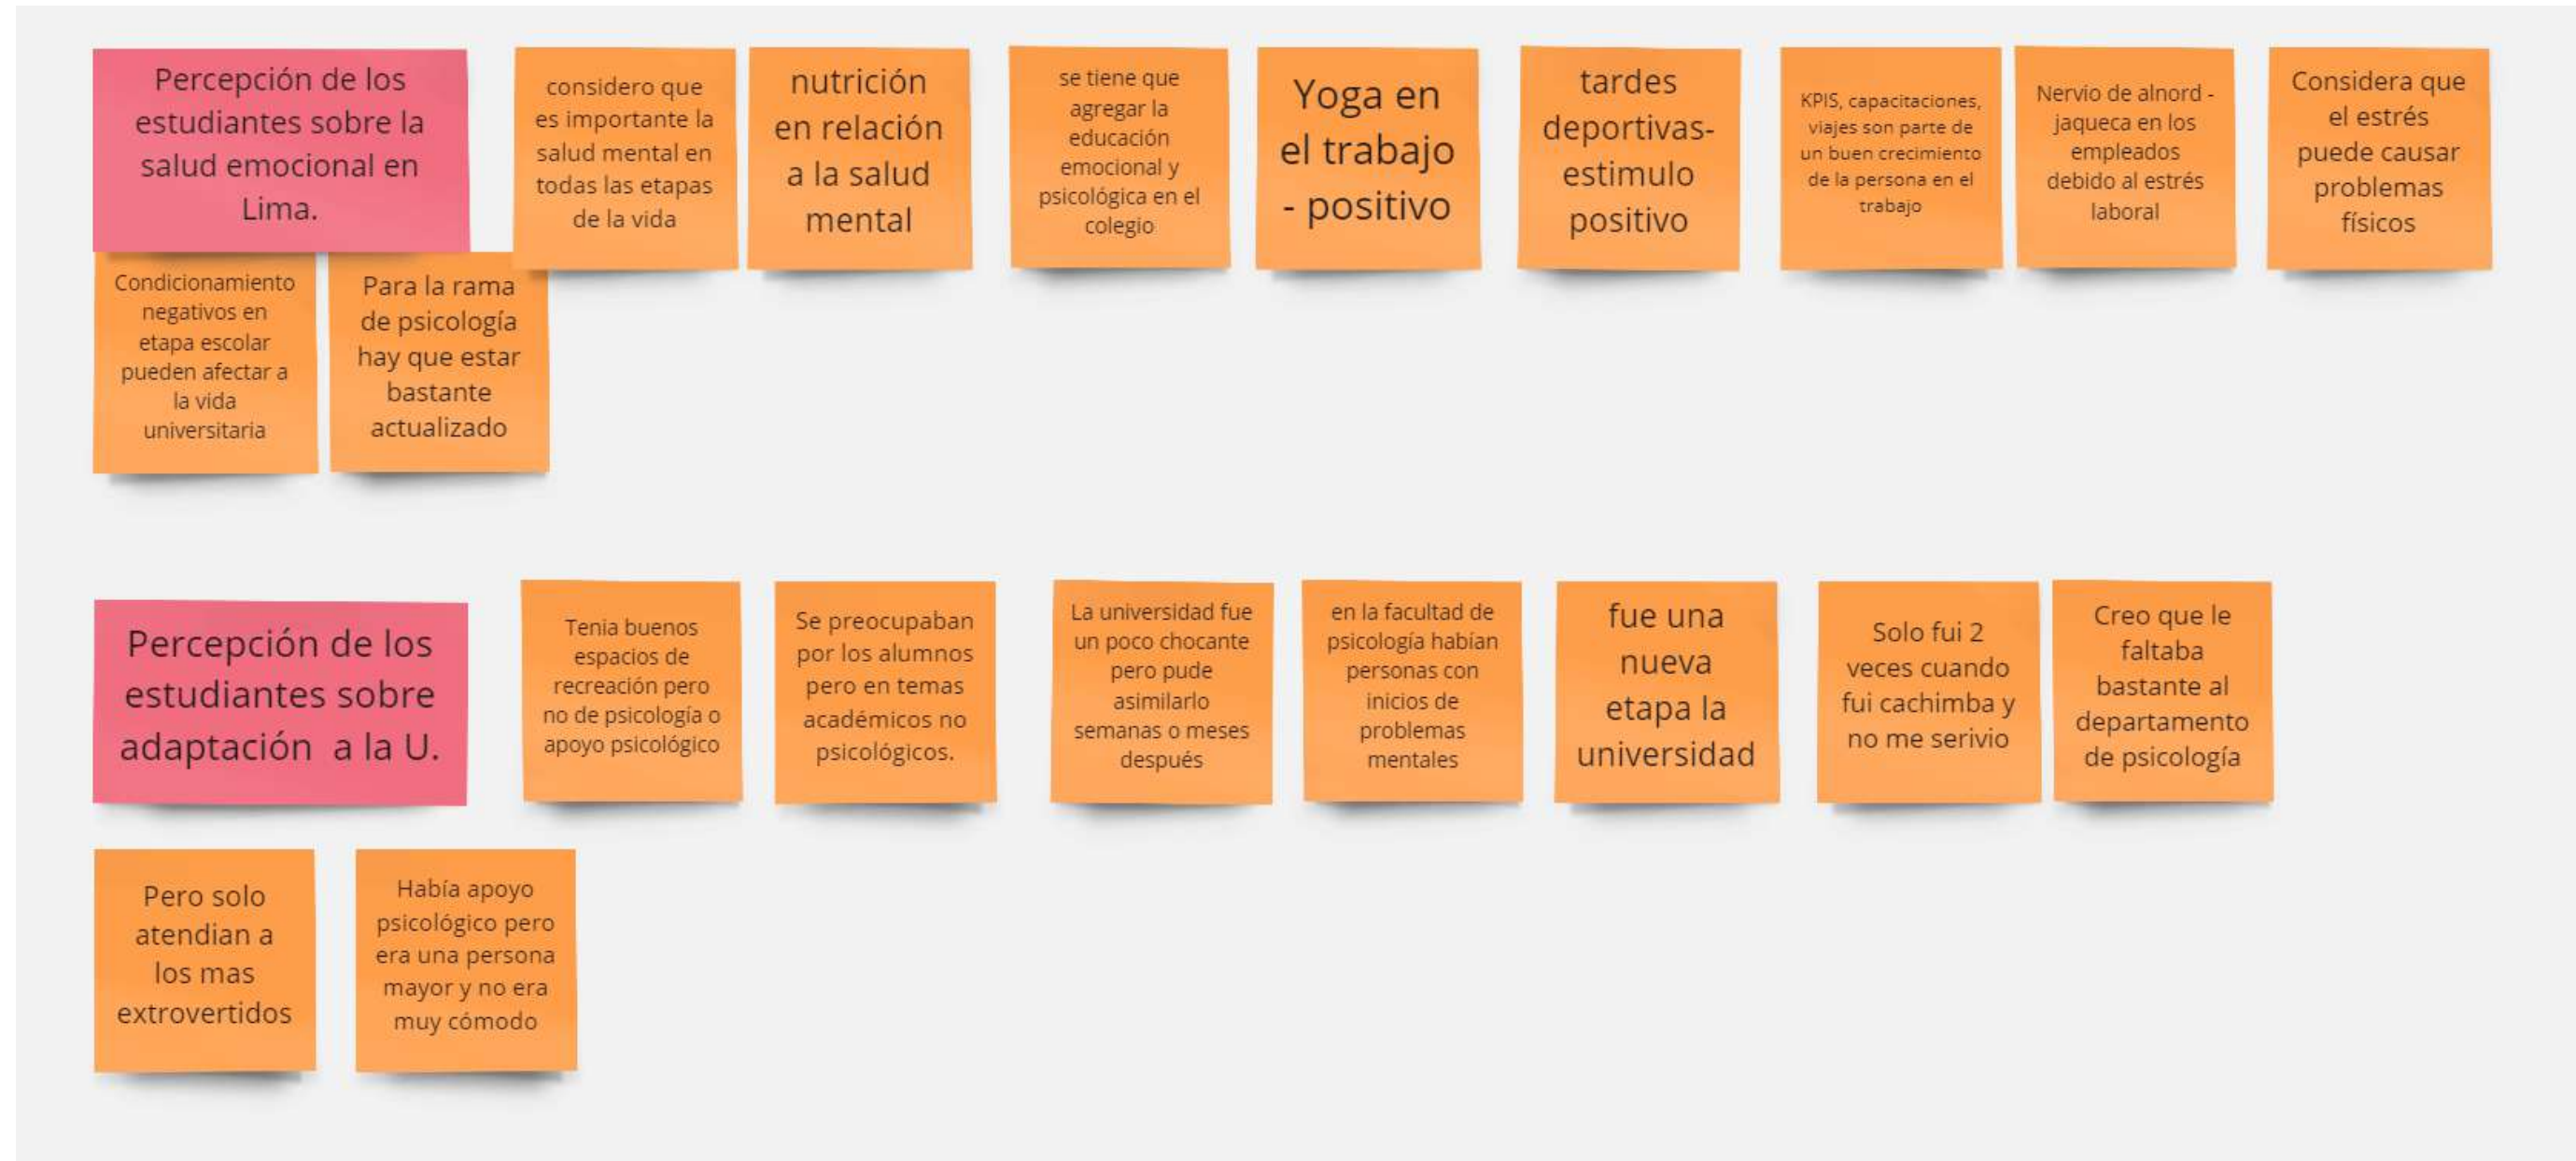 Percepción de los
estudiantes sobre la
salud emocional en
Lima.
considero que
es importante la
salud mental en
todas las etapas
de la vida
nutrición
en relación
a la salud
mental
se tiene que
agregar la
educación
emocional y
psicológica en el
colegio
Yoga en
el trabajo
- positivo
tardes
deportivas-
estimulo
positivo
KPIS, capacitaciones,
viajes son parte de
un buen crecimiento
de la persona en el
trabajo
Nervio de alnord -
jaqueca en los
empleados
debido al estrés
laboral
Considera que
el estrés
puede causar
problemas
físicos
Condicionamiento
negativos en
etapa escolar
pueden afectar a
la vida
universitaria
Para la rama
de psicología
hay que estar
bastante
actualizado
Percepción de los
estudiantes sobre
adaptación a la U.
Tenia buenos
espacios de
recreación pero
no de psicología o
apoyo psicológico
Se preocupaban
por los alumnos
pero en temas
académicos no
psicológicos.
La universidad fue
un poco chocante
pero pude
asimilarlo
semanas o meses
después
en la facultad de
psicología habían
personas con
inicios de
problemas
mentales
fue una
nueva
etapa la
universidad
Solo fui 2
veces cuando
fui cachimba y
no me serivio
Creo que le
faltaba
bastante al
departamento
de psicología
Pero solo
atendian a
los mas
extrovertidos
Había apoyo
psicológico pero
era una persona
mayor y no era
muy cómodo